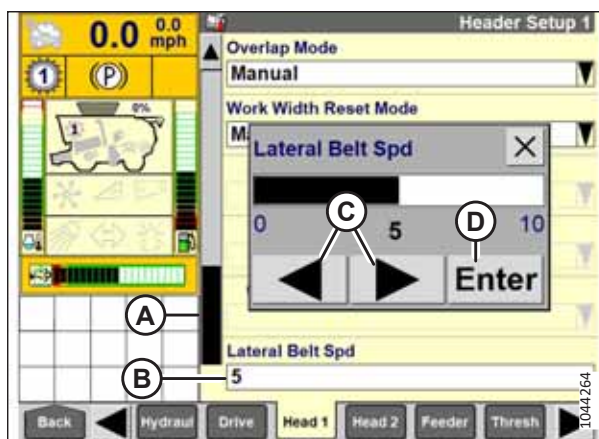 0.0 0.0 mph
Header Setup 1
Overlap Mode
Manual
1 (P)
Work Width Reset Mode
0%
1
Lateral Belt Spd
C
D
0 5 10
Enter
A
Lateral Belt Spd
B
5
1044264
Back Hydraul Drive Head 1 Head 2 Feeder Thresh